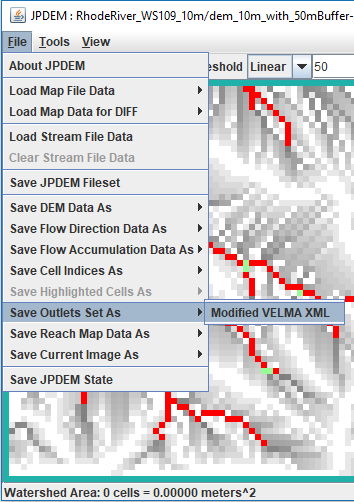 JPDEM : RhodeRiver_WS109_10m/dem_10m_with_50mBuffer-
File Tools View
About JPDEM
shold Linear 50
Load Map File Data
Load Map Data for DIFF
Load Stream File Data
Clear Stream File Data
Save JPDEM Fileset
Save DEM Data As
Save Flow Direction Data As
Save Flow Accumulation Data As
Save Cell Indices As
Save Highlighted Cells As
Save Outlets Set As
Modified VELMA XML
Save Reach Map Data As
Save Current Image As
Save JPDEM State
Watershed Area: 0 cells = 0.00000 meters^2